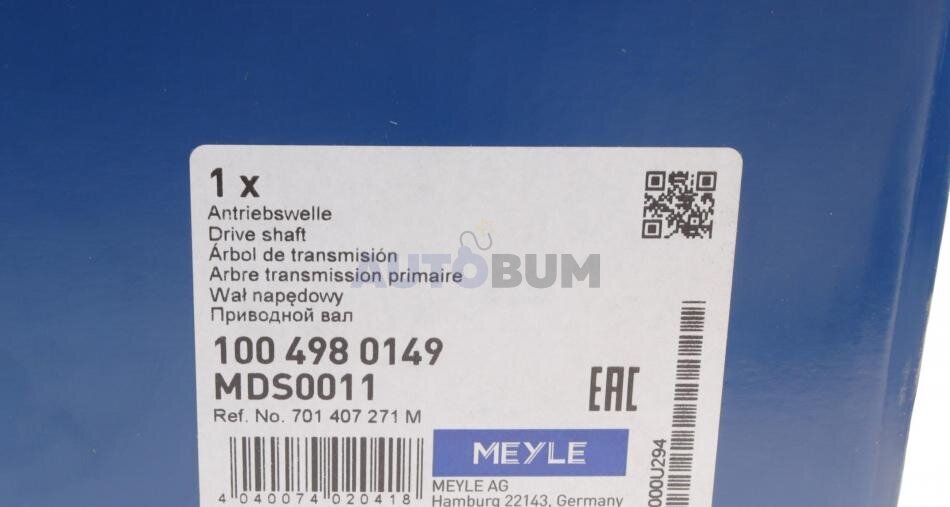 1 x
Antriebswelle
Drive shaft
Árbol de transmisión
Arbre transmission primaire
Wał napędowy
Приводной вал
AUTOBUM
100 498 0149
MDS0011
Ref. No. 701 407 271 M
EAC
MEYLE
MEYLE AG
Hamburg 22143, Germany
4 040074 020418
000U294